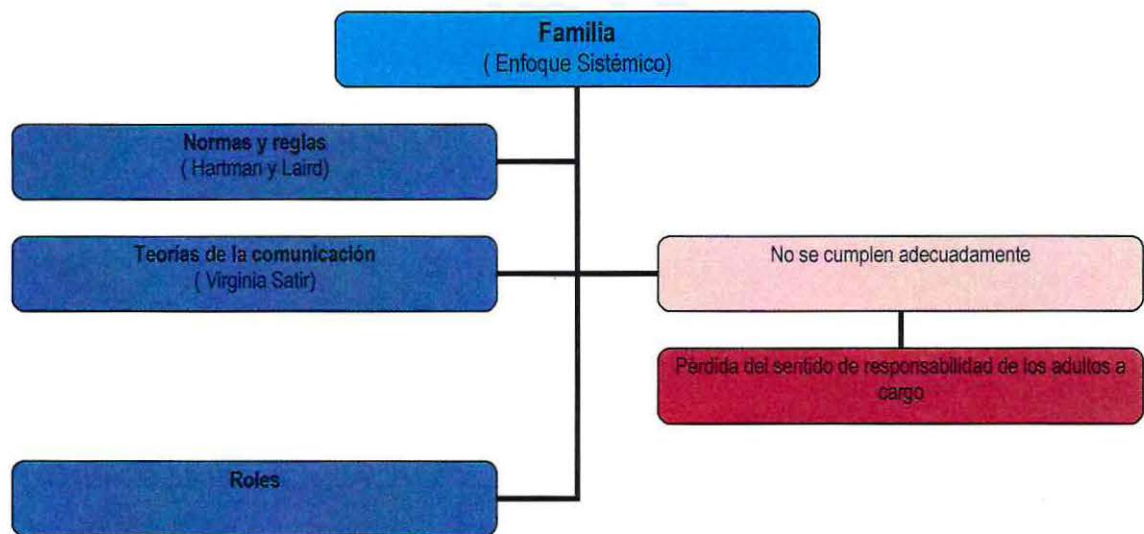 Familia
( Enfoque Sistémico)
Normas y reglas
( Hartman y Laird)
Teorías de la comunicación
( Virginia Satir)
No se cumplen adecuadamente
Pérdida del sentido de responsabilidad de los adultos a
cargo
Roles